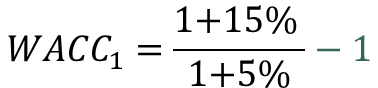 WACC₁ = (1+15%)/(1+5%) − 1